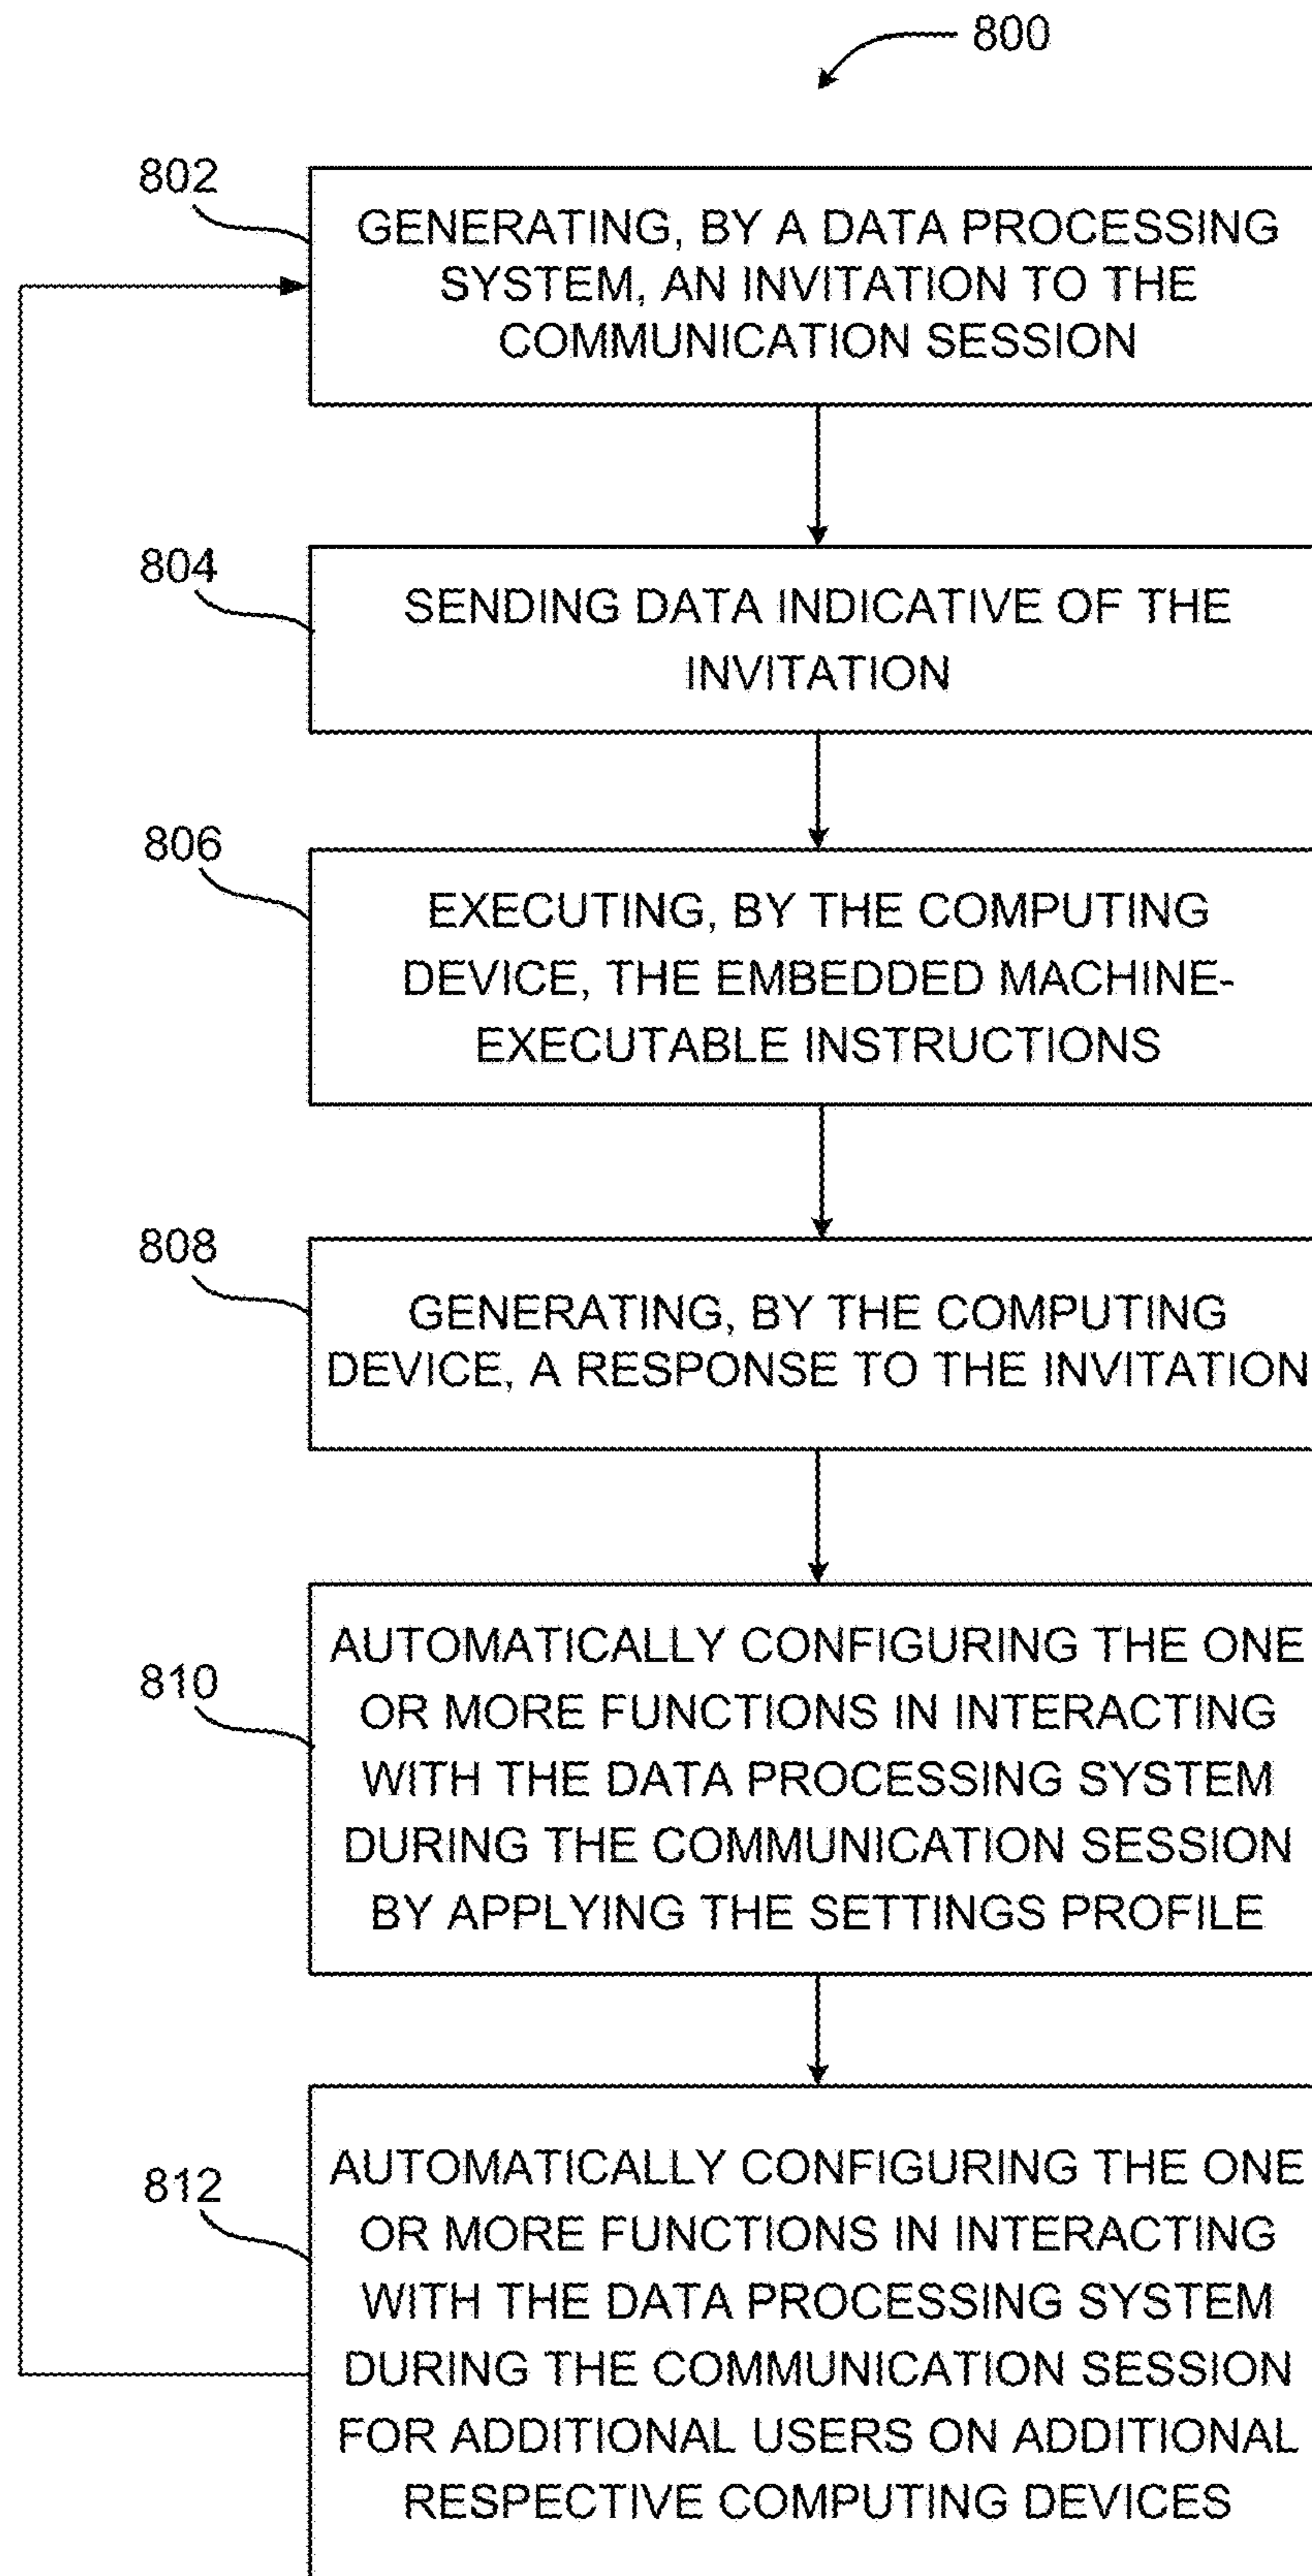 800
802
GENERATING, BY A DATA PROCESSING
SYSTEM, AN INVITATION TO THE
COMMUNICATION SESSION
804
SENDING DATA INDICATIVE OF THE
INVITATION
806
EXECUTING, BY THE COMPUTING
DEVICE, THE EMBEDDED MACHINE-
EXECUTABLE INSTRUCTIONS
808
GENERATING, BY THE COMPUTING
DEVICE, A RESPONSE TO THE INVITATION
810
AUTOMATICALLY CONFIGURING THE ONE
OR MORE FUNCTIONS IN INTERACTING
WITH THE DATA PROCESSING SYSTEM
DURING THE COMMUNICATION SESSION
BY APPLYING THE SETTINGS PROFILE
812
AUTOMATICALLY CONFIGURING THE ONE
OR MORE FUNCTIONS IN INTERACTING
WITH THE DATA PROCESSING SYSTEM
DURING THE COMMUNICATION SESSION
FOR ADDITIONAL USERS ON ADDITIONAL
RESPECTIVE COMPUTING DEVICES